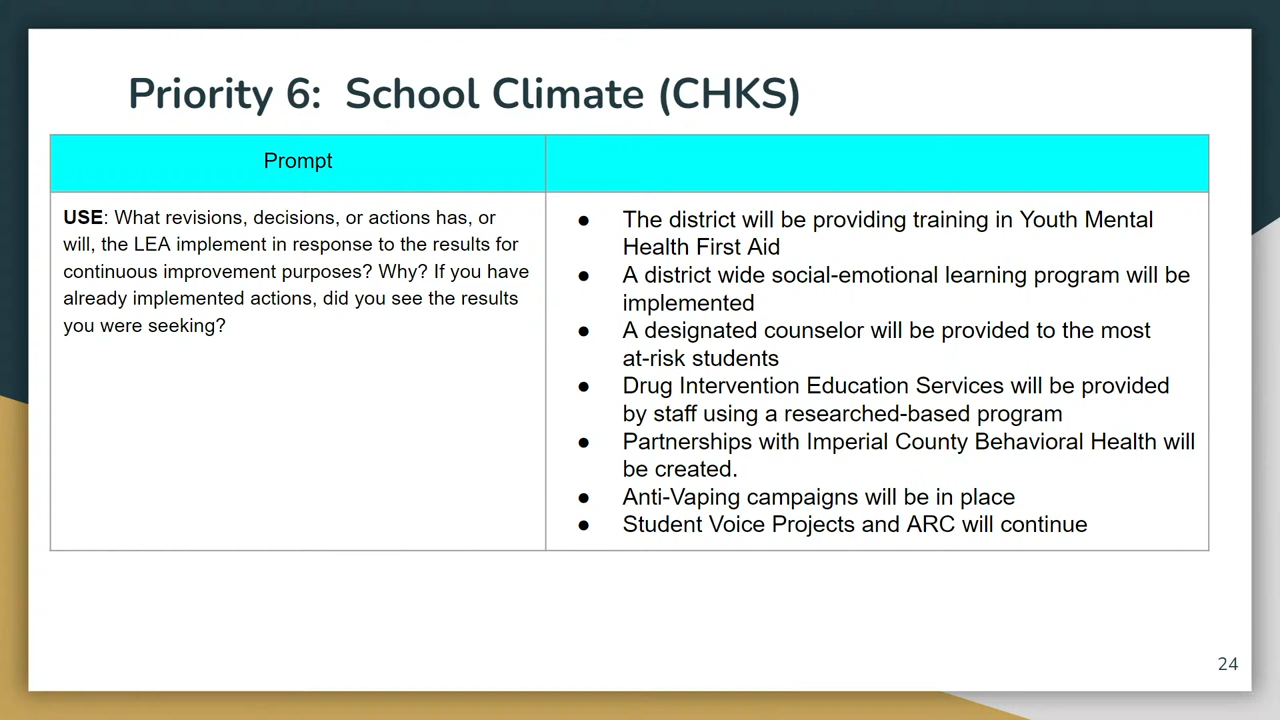 Priority 6:  School Climate (CHKS)
Prompt
USE: What revisions, decisions, or actions has, or
will, the LEA implement in response to the results for
continuous improvement purposes? Why? If you have
already implemented actions, did you see the results
you were seeking?
● The district will be providing training in Youth Mental
Health First Aid
● A district wide social-emotional learning program will be
implemented
● A designated counselor will be provided to the most
at-risk students
● Drug Intervention Education Services will be provided
by staff using a researched-based program
● Partnerships with Imperial County Behavioral Health will
be created.
● Anti-Vaping campaigns will be in place
● Student Voice Projects and ARC will continue
24